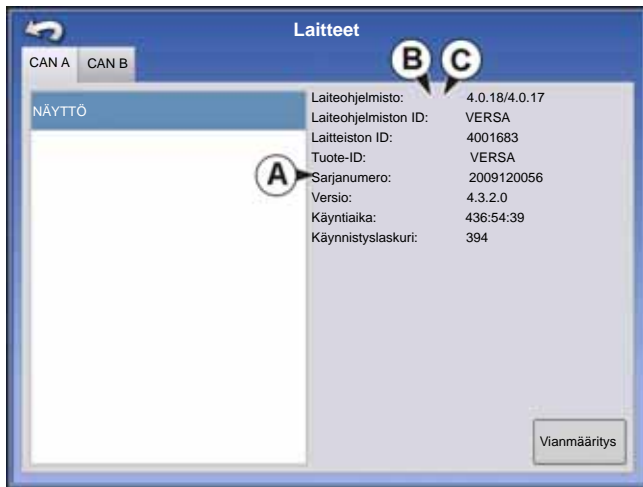 Laitteet
CAN A CAN B
B C
NÄYTTÖ
Laiteohjelmisto: 4.0.18/4.0.17
Laiteohjelmiston ID: VERSA
Laitteiston ID: 4001683
Tuote-ID: VERSA
A Sarjanumero: 2009120056
Versio: 4.3.2.0
Käyntiaika: 436:54:39
Käynnistyslaskuri: 394
Vianmääritys